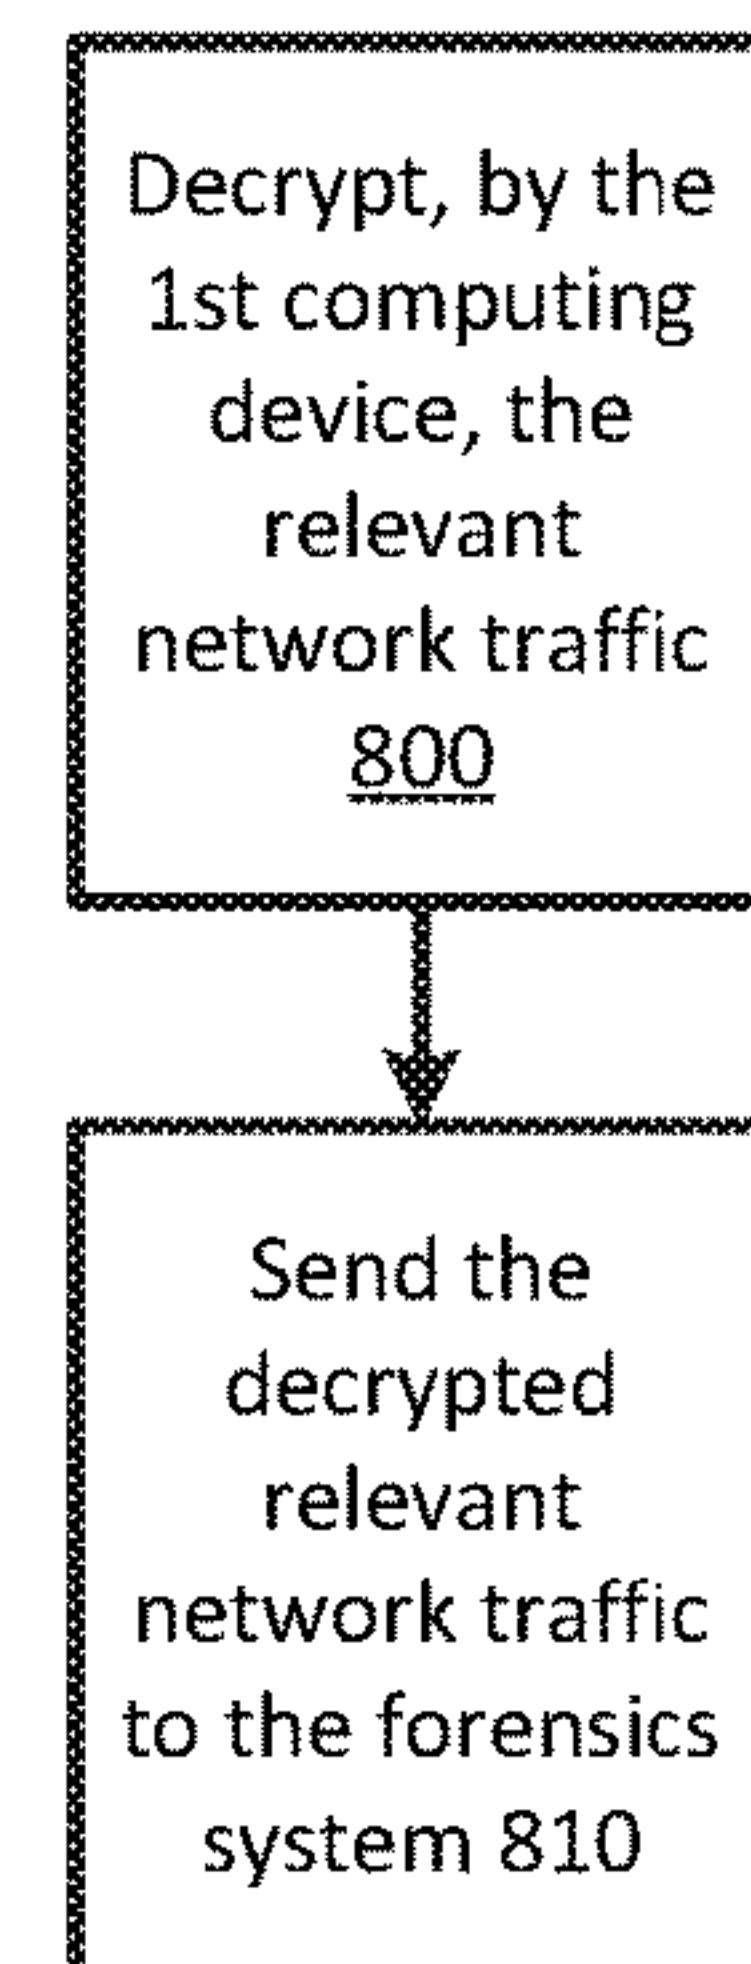 Decrypt, by the
1st computing
device, the
relevant
network traffic
800
Send the
decrypted
relevant
network traffic
to the forensics
system 810